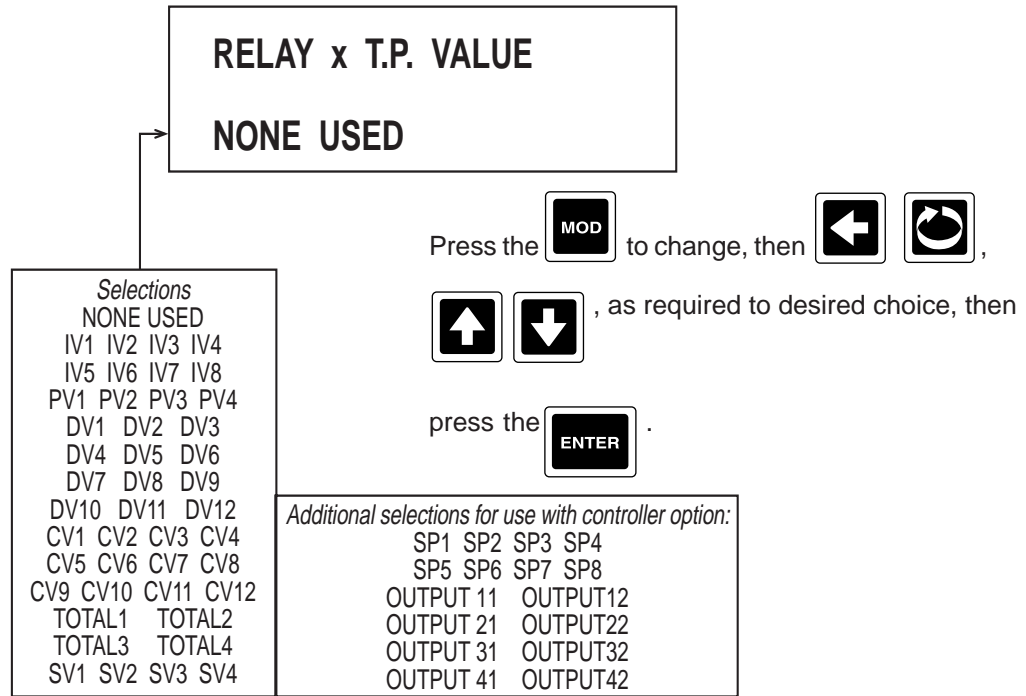 RELAY x T.P. VALUE
NONE USED
Press the MOD to change, then ,
, as required to desired choice, then
press the ENTER .
Selections
NONE USED
IV1 IV2 IV3 IV4
IV5 IV6 IV7 IV8
PV1 PV2 PV3 PV4
DV1 DV2 DV3
DV4 DV5 DV6
DV7 DV8 DV9
DV10 DV11 DV12
CV1 CV2 CV3 CV4
CV5 CV6 CV7 CV8
CV9 CV10 CV11 CV12
TOTAL1 TOTAL2
TOTAL3 TOTAL4
SV1 SV2 SV3 SV4
Additional selections for use with controller option:
SP1 SP2 SP3 SP4
SP5 SP6 SP7 SP8
OUTPUT 11 OUTPUT12
OUTPUT 21 OUTPUT22
OUTPUT 31 OUTPUT32
OUTPUT 41 OUTPUT42